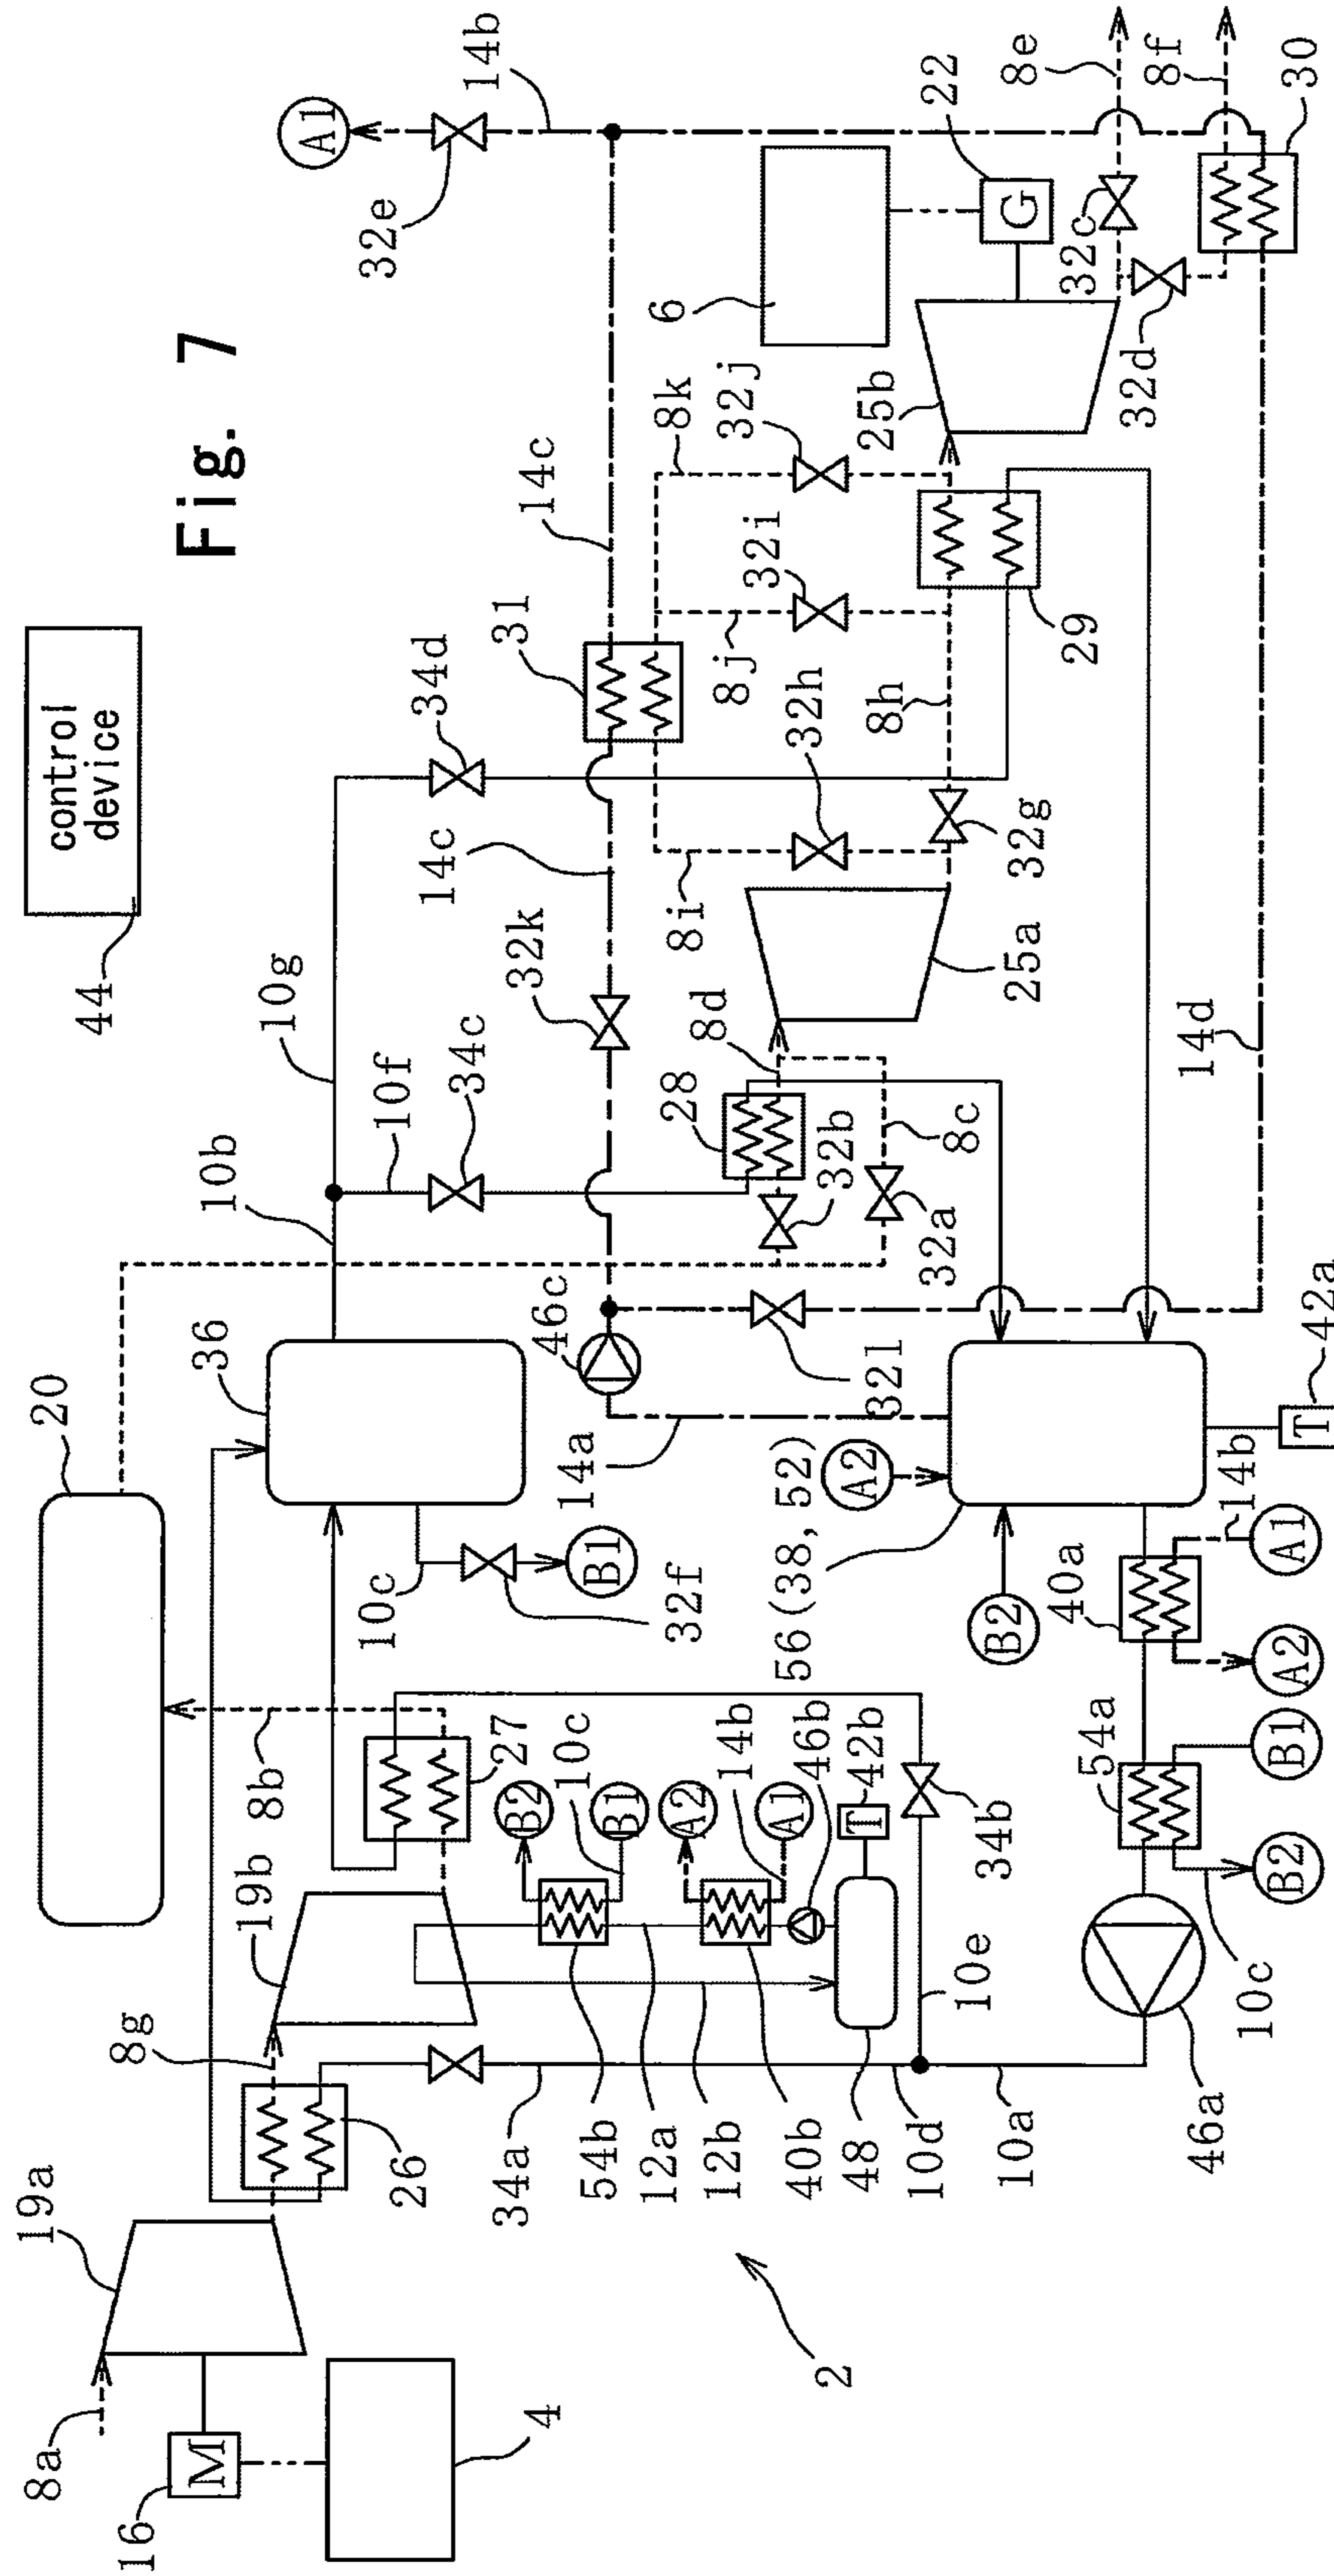 Fig. 7
control
device
44
20
36
10b
10g
10f
34c
34d
14c
31
14c
32k
46c
14a
321
32e
14b
A1
8a
19a
16
M
4
8g
26
19b
8b
27
10c
32f
B1
34a
54b
12a
12b
40b
48
10d
10a
46a
10e
34b
B2
B1
10c
A2
A1
14b
46b
42b
T
54a
40a
10c
B2
B1
A2
A1
14b
56(38, 52)
B2
A2
T
42a
28
32b
8d
8c
32a
25a
8i
32h
32g
8h
8j
32i
8k
32j
29
25b
6
22
G
32c
32d
8e
8f
30
14d
2